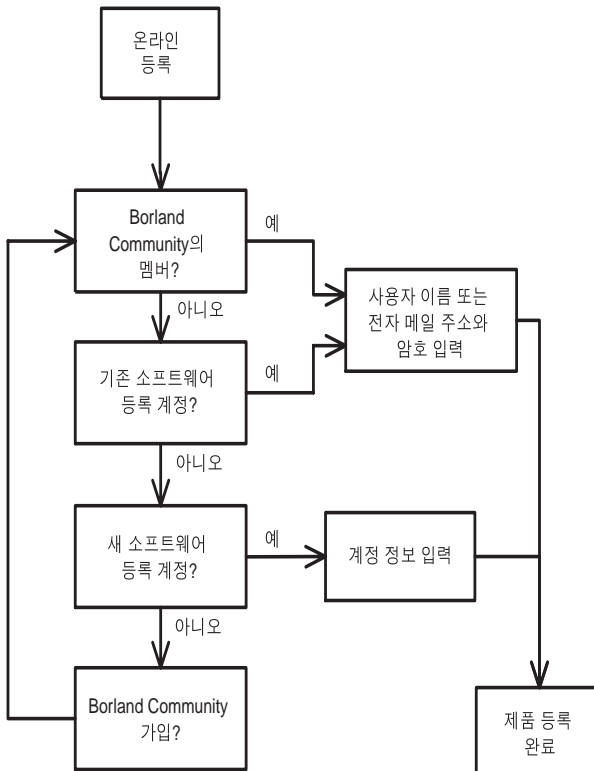 온라인
등록
Borland
Community의
멤버?
예
아니오
사용자 이름 또는
전자 메일 주소와
암호 입력
기존 소프트웨어
등록 계정?
예
아니오
새 소프트웨어
등록 계정?
예
계정 정보 입력
아니오
Borland Community
가입?
제품 등록
완료